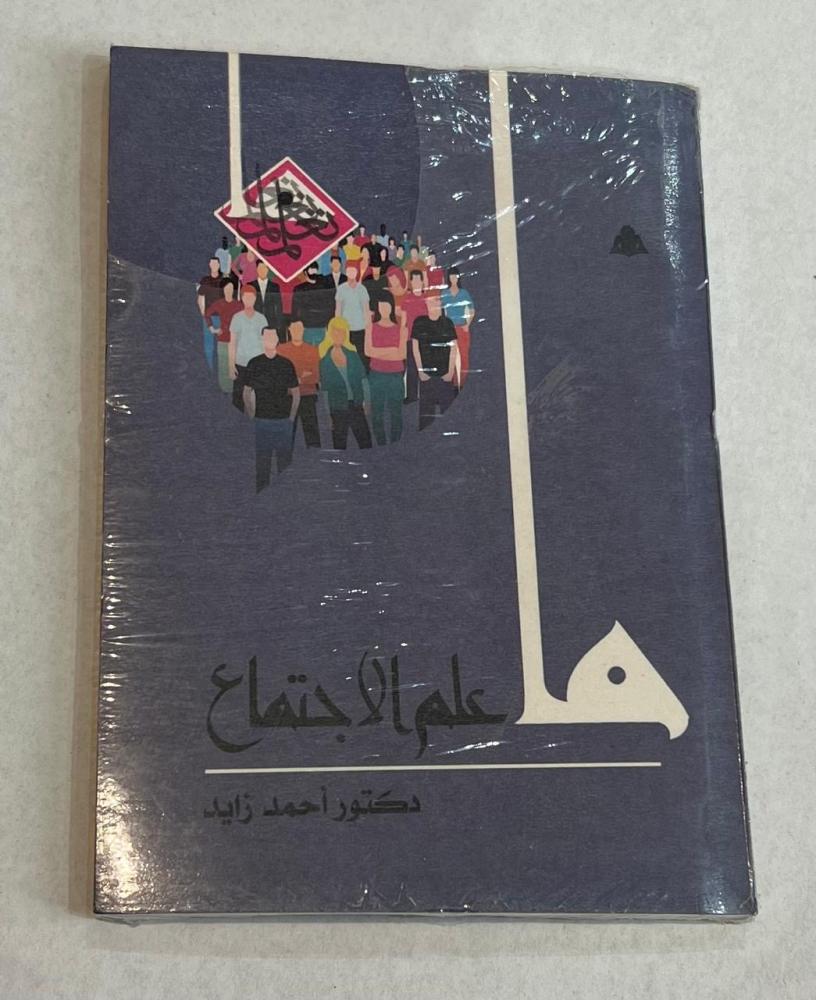 ما
علم الاجتماع
دكتور أحمد زايد